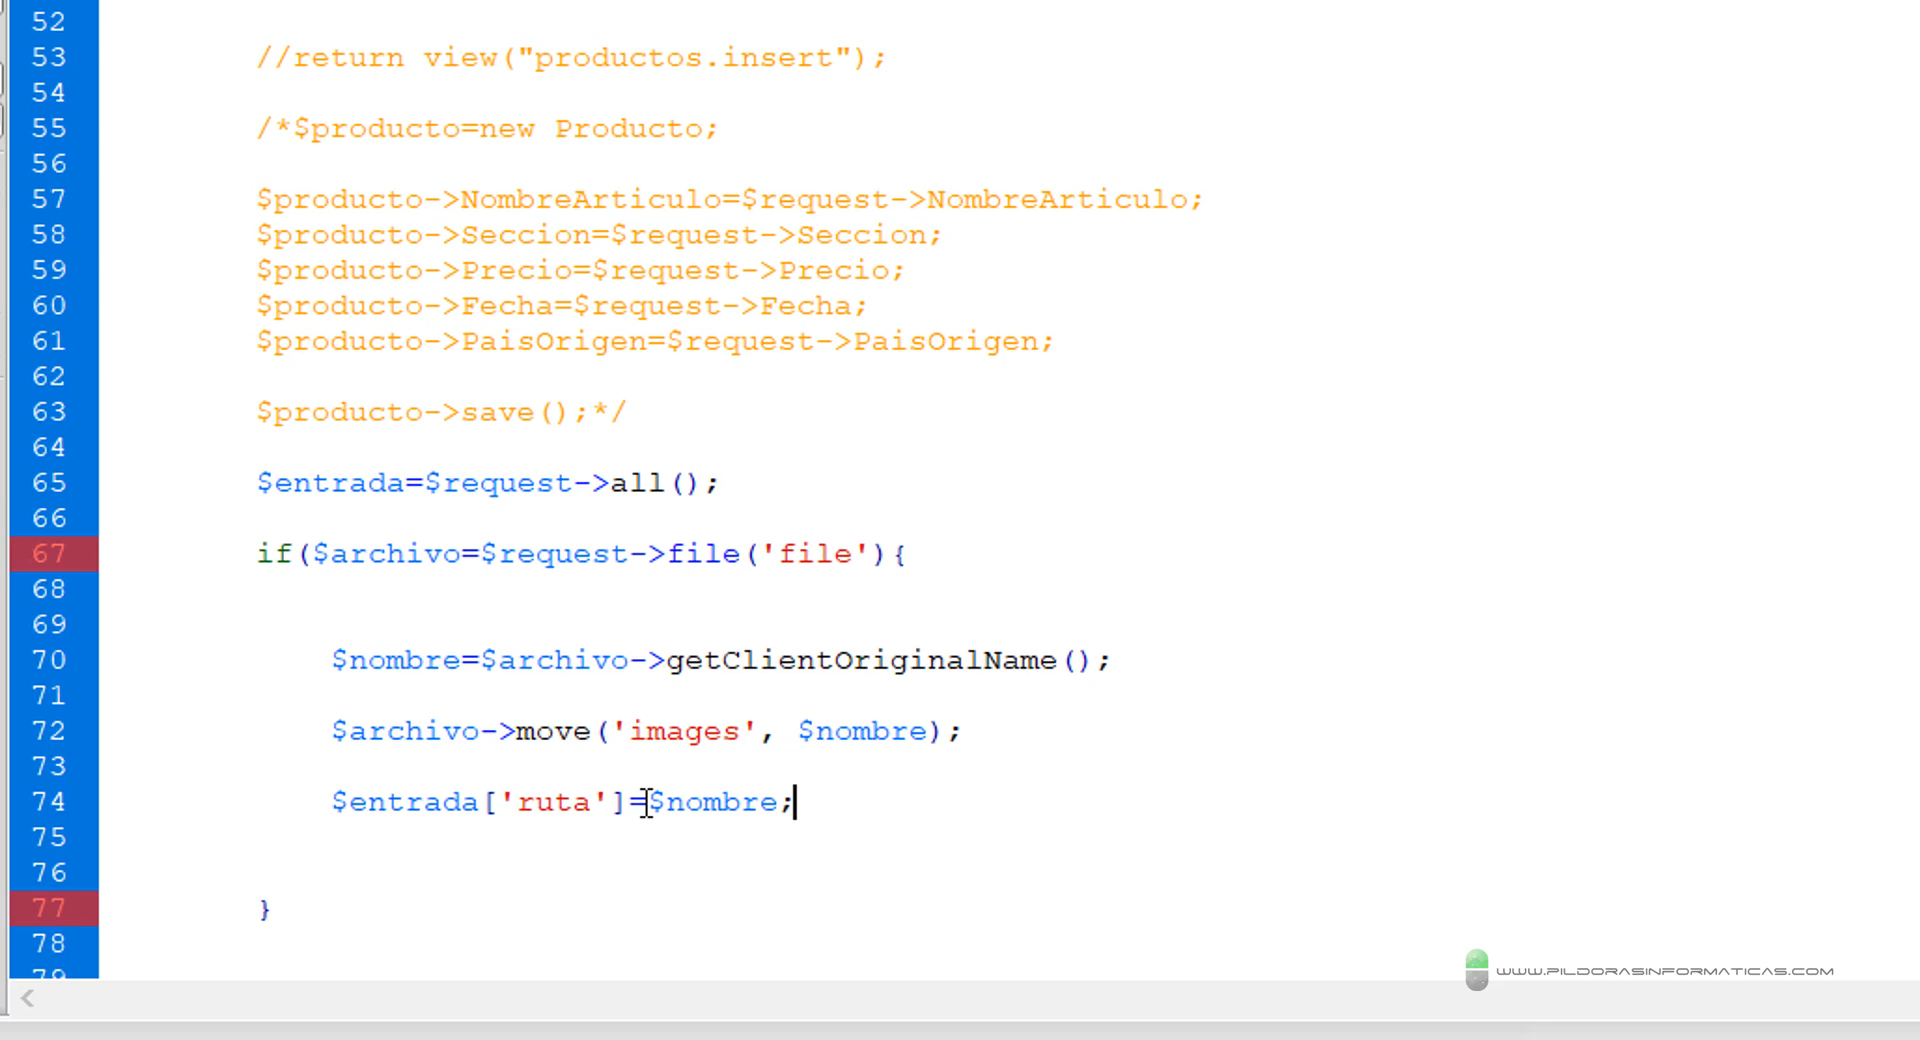 52
53 //return view("productos.insert");
54
55 /*$producto=new Producto;
56
57 $producto->NombreArticulo=$request->NombreArticulo;
58 $producto->Seccion=$request->Seccion;
59 $producto->Precio=$request->Precio;
60 $producto->Fecha=$request->Fecha;
61 $producto->PaisOrigen=$request->PaisOrigen;
62
63 $producto->save();*/
64
65 $entrada=$request->all();
66
67 if($archivo=$request->file('file'){
68
69
70 $nombre=$archivo->getClientOriginalName();
71
72 $archivo->move('images', $nombre);
73
74 $entrada['ruta']=$nombre;
75
76
77 }
78
79
WWW.PILDORASINFORMATICAS.COM